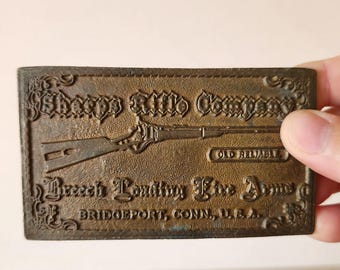 Sharps Rifle Company
OLD RELIABLE
Breech Loading Fire Arms
BRIDGEPORT, CONN., U.S.A.